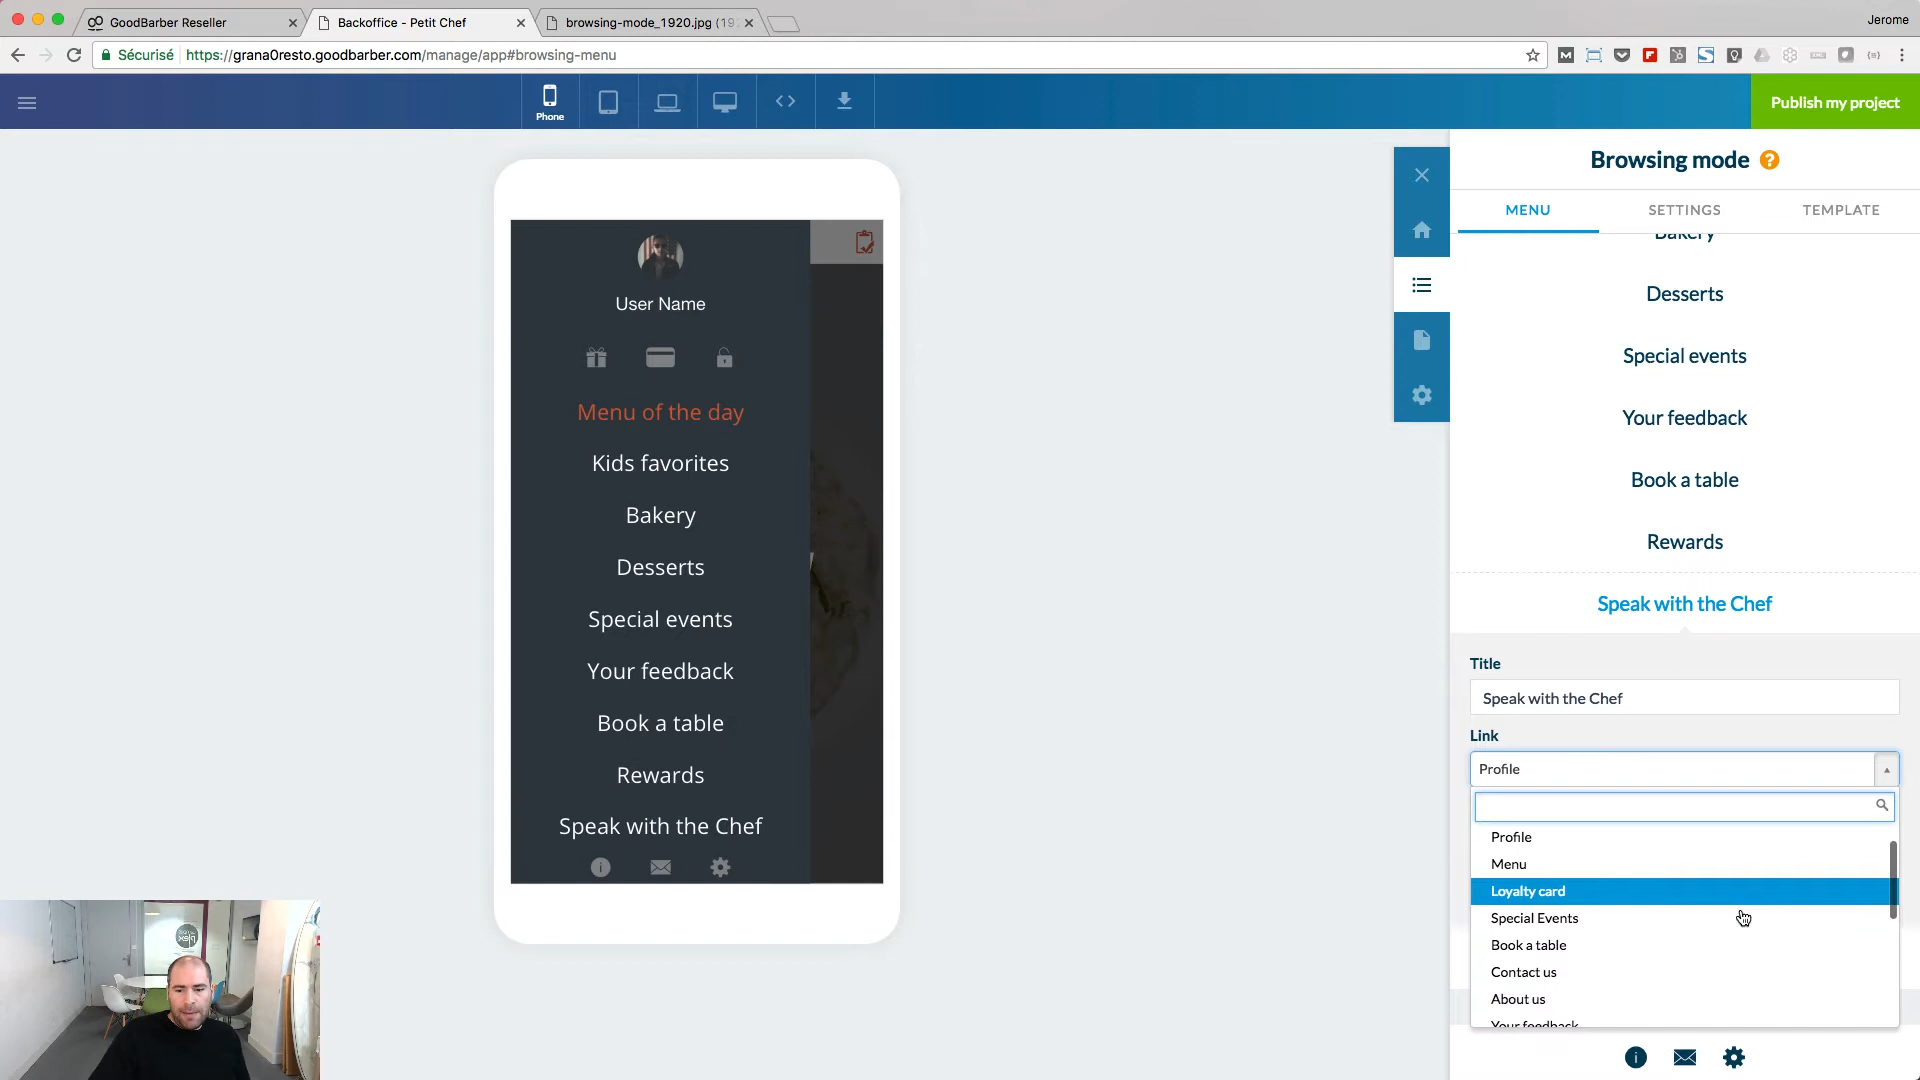 GoodBarber Reseller
Backoffice - Petit Chef
browsing-mode_1920.jpg (19
Jerome
Sécurisé https://grana0resto.goodbarber.com/manage/app#browsing-menu
Phone
Publish my project
Browsing mode ?
MENU SETTINGS TEMPLATE
User Name
Menu of the day
Kids favorites
Bakery
Desserts
Special events
Your feedback
Book a table
Rewards
Speak with the Chef
Bakery
Desserts
Special events
Your feedback
Book a table
Rewards
Speak with the Chef
Title
Speak with the Chef
Link
Profile
Profile
Menu
Loyalty card
Special Events
Book a table
Contact us
About us
Your feedback